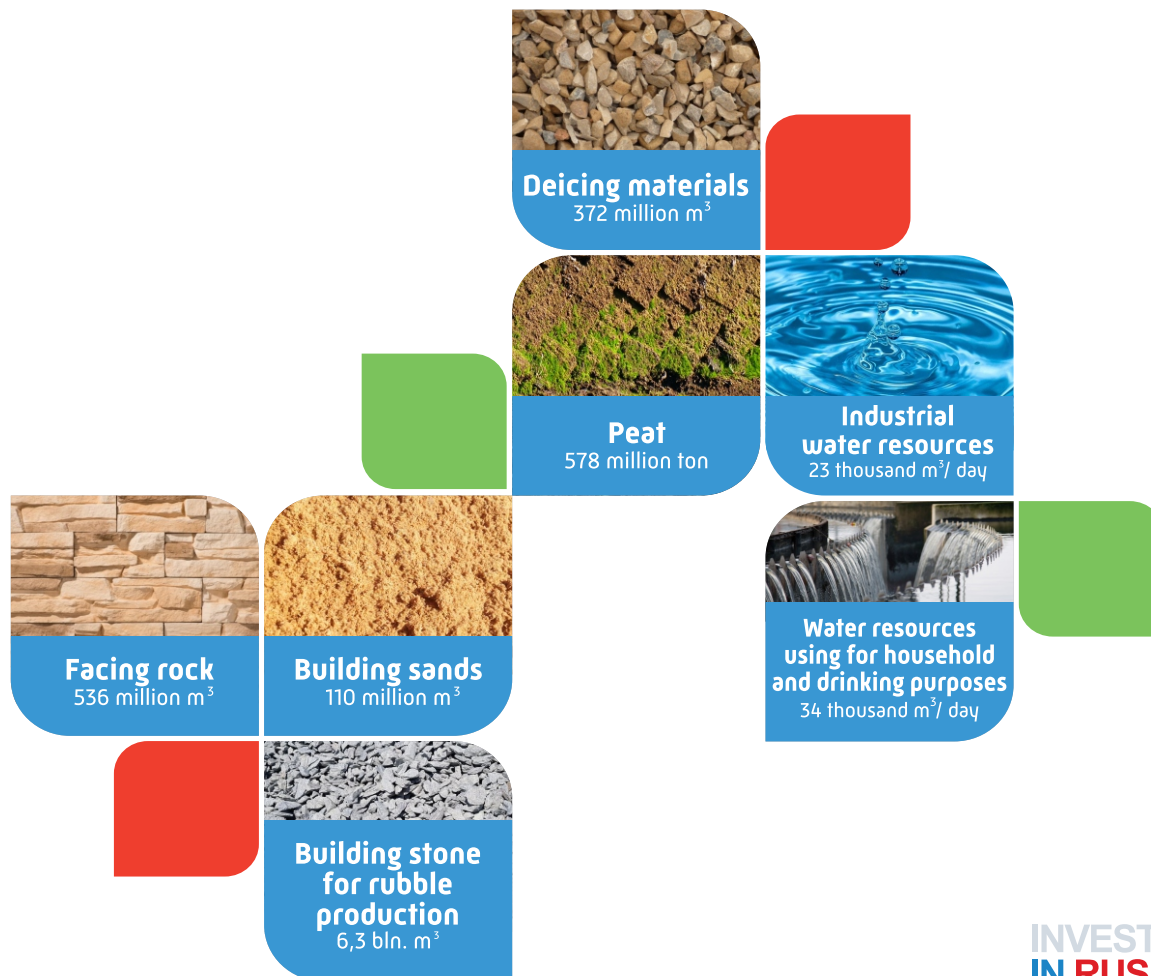 Deicing materials
372 million m³
Peat
578 million ton
Industrial
water resources
23 thousand m³/ day
Facing rock
536 million m³
Building sands
110 million m³
Water resources
using for household
and drinking purposes
34 thousand m³/ day
Building stone
for rubble
production
6,3 bln. m³
INVEST
IN RUS